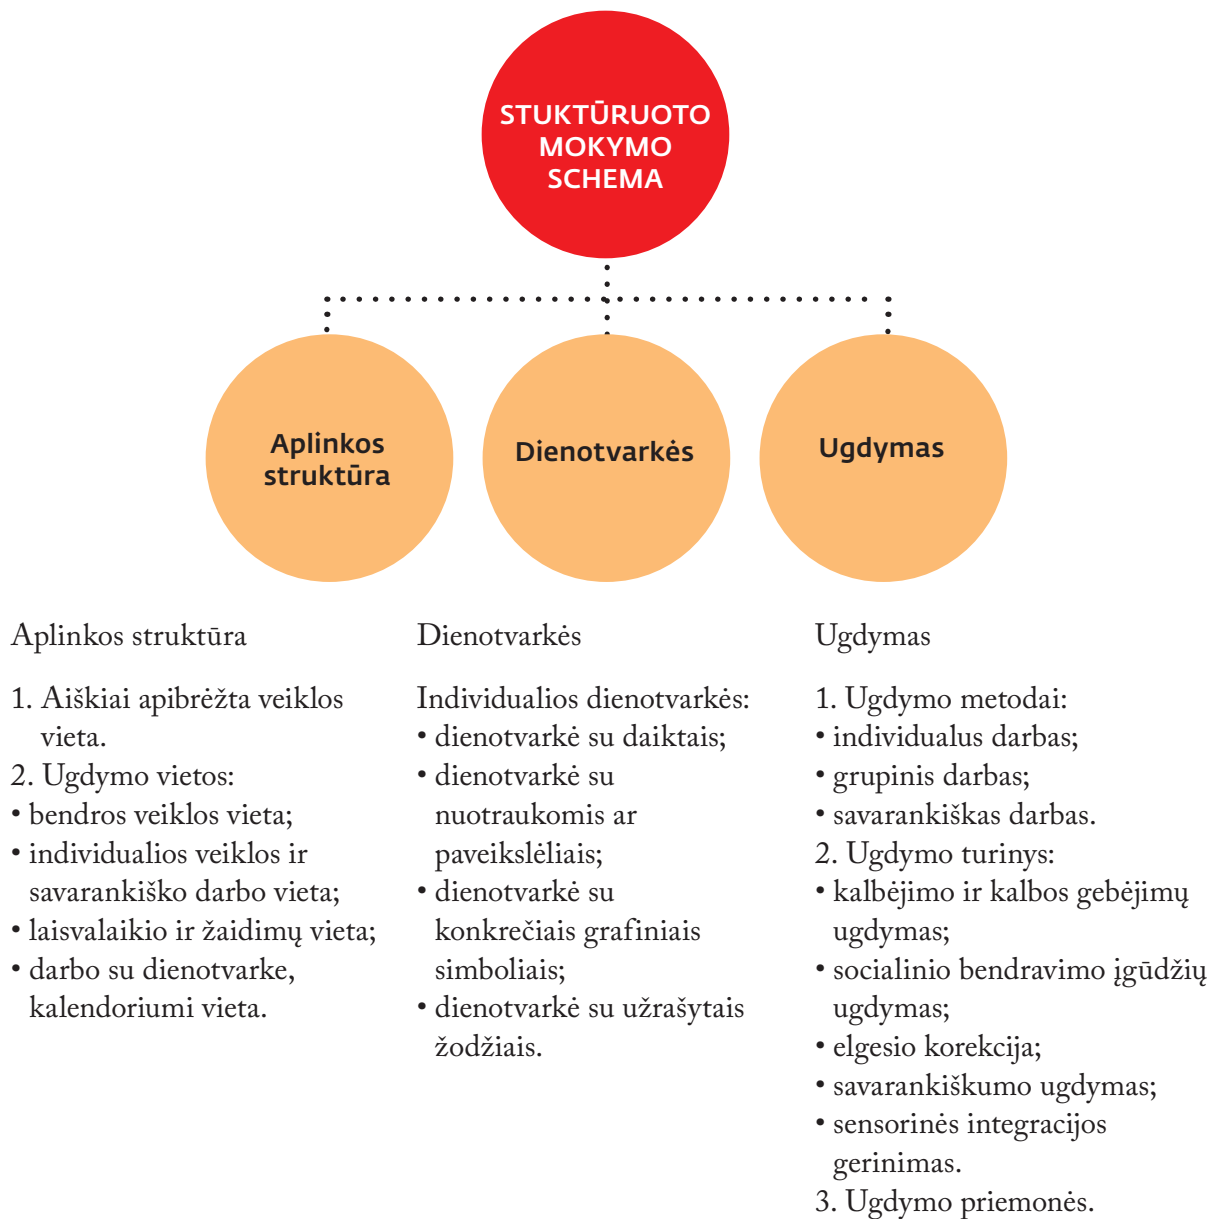 STUKTŪRUOTO
MOKYMO
SCHEMA
Aplinkos
struktūra
Dienotvarkės
Ugdymas
Aplinkos struktūra
1. Aiškiai apibrėžta veiklos
vieta.
2. Ugdymo vietos:
• bendros veiklos vieta;
• individualios veiklos ir
savarankiško darbo vieta;
• laisvalaikio ir žaidimų vieta;
• darbo su dienotvarke,
kalendoriumi vieta.
Dienotvarkės
Individualios dienotvarkės:
• dienotvarkė su daiktais;
• dienotvarkė su
nuotraukomis ar
paveikslėliais;
• dienotvarkė su
konkrečiais grafiniais
simboliais;
• dienotvarkė su užrašytais
žodžiais.
Ugdymas
1. Ugdymo metodai:
• individualus darbas;
• grupinis darbas;
• savarankiškas darbas.
2. Ugdymo turinys:
• kalbėjimo ir kalbos gebėjimų
ugdymas;
• socialinio bendravimo įgūdžių
ugdymas;
• elgesio korekcija;
• savarankiškumo ugdymas;
• sensorinės integracijos
gerinimas.
3. Ugdymo priemonės.